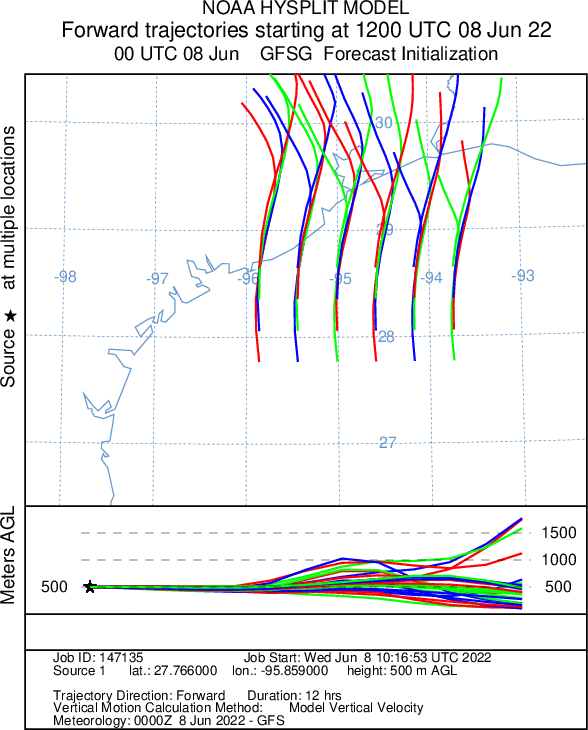 NOAA HYSPLIT MODEL
Forward trajectories starting at 1200 UTC 08 Jun 22
00 UTC 08 Jun GFSG Forecast Initialization
Source ★ at multiple locations
30
29
-98 -97 -96 -95 -94 -93
28
27
Meters AGL
1500
1000
500 500
Job ID: 147135 Job Start: Wed Jun 8 10:16:53 UTC 2022
Source 1 lat.: 27.766000 lon.: -95.859000 height: 500 m AGL
Trajectory Direction: Forward Duration: 12 hrs
Vertical Motion Calculation Method: Model Vertical Velocity
Meteorology: 0000Z 8 Jun 2022 - GFS